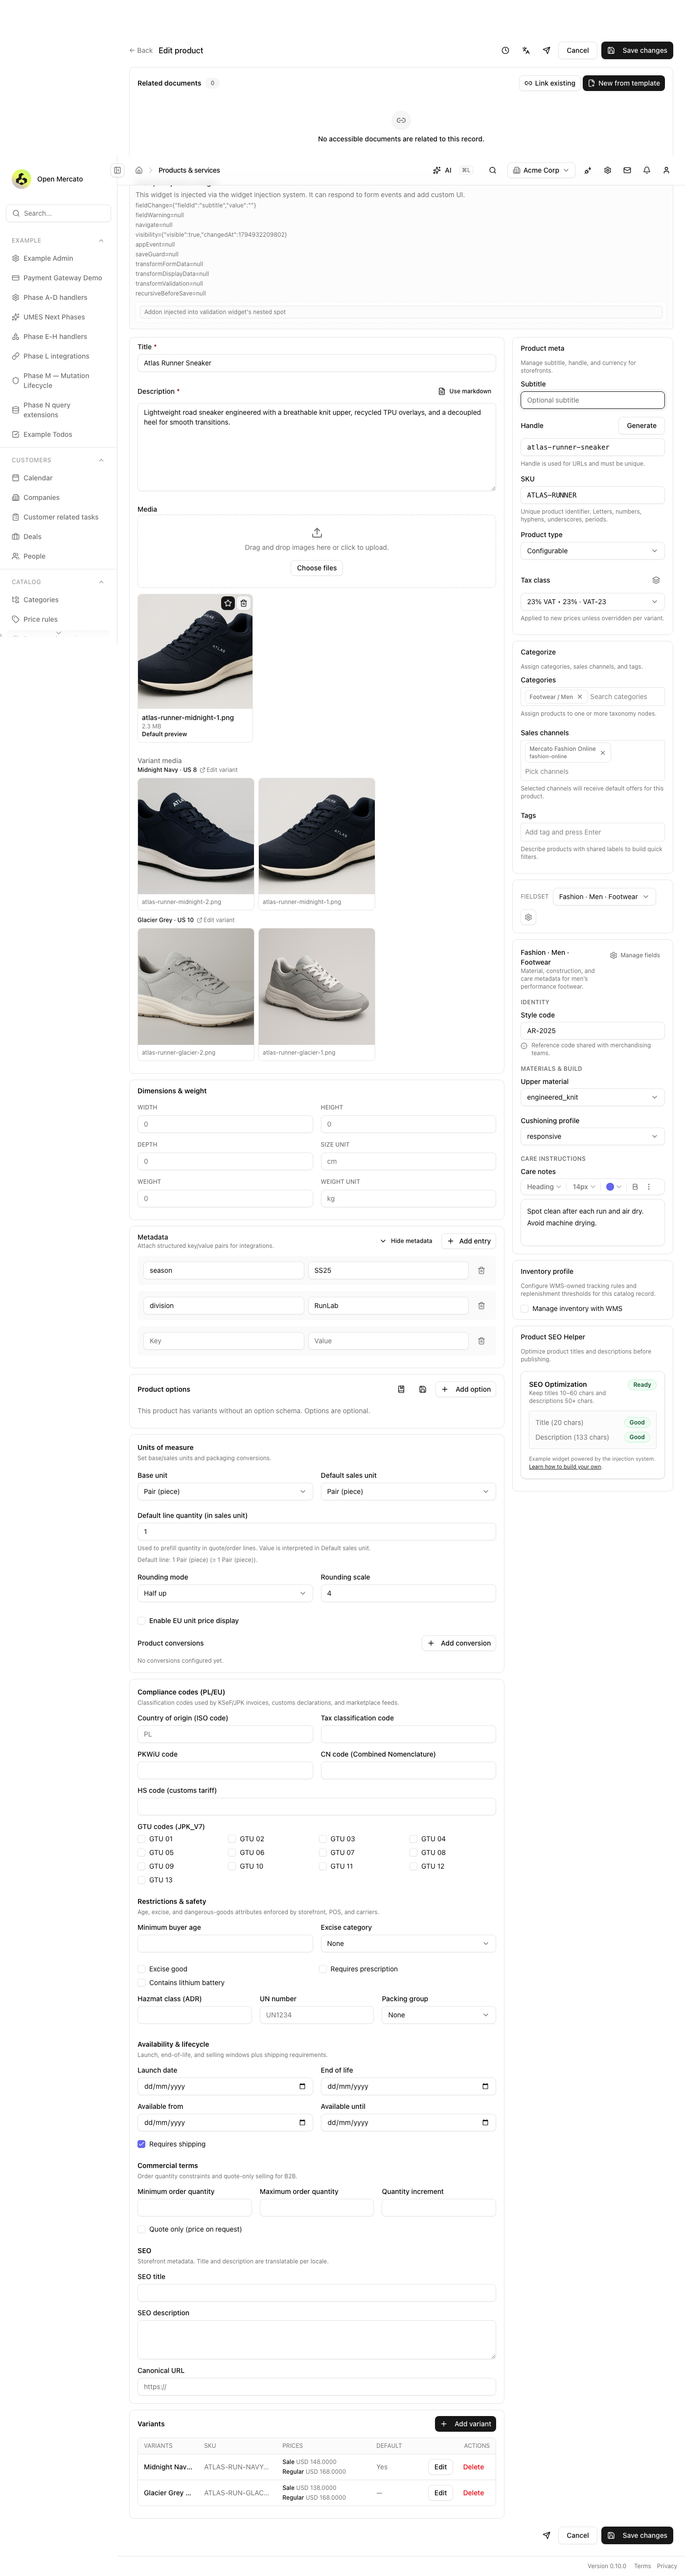 Back
Edit product
Cancel
Save changes
Related documents 0
Link existing
New from template
No accessible documents are related to this record.
Open Mercato
Products & services
AI
⌘L
Acme Corp
Search...
EXAMPLE
Example Admin
Payment Gateway Demo
Phase A-D handlers
UMES Next Phases
Phase E-H handlers
Phase L integrations
Phase M — Mutation
Lifecycle
Phase N query
extensions
Example Todos
CUSTOMERS
Calendar
Companies
Customer related tasks
Deals
People
CATALOG
Categories
Price rules
This widget is injected via the widget injection system. It can respond to form events and add custom UI.
fieldChange={"fieldId":"subtitle","value":""}
fieldWarning=null
navigate=null
visibility={"visible":true,"changedAt":1794932209802}
appEvent=null
saveGuard=null
transformFormData=null
transformDisplayData=null
transformValidation=null
recursiveBeforeSave=null
Addon injected into validation widget's nested spot
Title *
Atlas Runner Sneaker
Description *
Use markdown
Lightweight road sneaker engineered with a breathable knit upper, recycled TPU overlays, and a decoupled
heel for smooth transitions.
Media
Drag and drop images here or click to upload.
Choose files
atlas-runner-midnight-1.png
2.3 MB
Default preview
Variant media
Midnight Navy · US 8
Edit variant
atlas-runner-midnight-2.png
atlas-runner-midnight-1.png
Glacier Grey · US 10
Edit variant
atlas-runner-glacier-2.png
atlas-runner-glacier-1.png
Dimensions & weight
WIDTH
HEIGHT
0
0
DEPTH
SIZE UNIT
0
cm
WEIGHT
WEIGHT UNIT
0
kg
Metadata
Attach structured key/value pairs for integrations.
Hide metadata
Add entry
season
SS25
division
RunLab
Key
Value
Product options
Add option
This product has variants without an option schema. Options are optional.
Units of measure
Set base/sales units and packaging conversions.
Base unit
Default sales unit
Pair (piece)
Pair (piece)
Default line quantity (in sales unit)
1
Used to prefill quantity in quote/order lines. Value is interpreted in Default sales unit.
Default line: 1 Pair (piece) (= 1 Pair (piece)).
Rounding mode
Rounding scale
Half up
4
Enable EU unit price display
Product conversions
Add conversion
No conversions configured yet.
Compliance codes (PL/EU)
Classification codes used by KSeF/JPK invoices, customs declarations, and marketplace feeds.
Country of origin (ISO code)
Tax classification code
PL
PKWiU code
CN code (Combined Nomenclature)
HS code (customs tariff)
GTU codes (JPK_V7)
GTU 01
GTU 02
GTU 03
GTU 04
GTU 05
GTU 06
GTU 07
GTU 08
GTU 09
GTU 10
GTU 11
GTU 12
GTU 13
Restrictions & safety
Age, excise, and dangerous-goods attributes enforced by storefront, POS, and carriers.
Minimum buyer age
Excise category
None
Excise good
Requires prescription
Contains lithium battery
Hazmat class (ADR)
UN number
Packing group
UN1234
None
Availability & lifecycle
Launch, end-of-life, and selling windows plus shipping requirements.
Launch date
End of life
dd/mm/yyyy
dd/mm/yyyy
Available from
Available until
dd/mm/yyyy
dd/mm/yyyy
Requires shipping
Commercial terms
Order quantity constraints and quote-only selling for B2B.
Minimum order quantity
Maximum order quantity
Quantity increment
Quote only (price on request)
SEO
Storefront metadata. Title and description are translatable per locale.
SEO title
SEO description
Canonical URL
https://
Variants
Add variant
VARIANTS
SKU
PRICES
DEFAULT
ACTIONS
Midnight Nav...
ATLAS-RUN-NAVY...
Sale USD 148.0000
Regular USD 168.0000
Yes
Edit
Delete
Glacier Grey ...
ATLAS-RUN-GLAC...
Sale USD 138.0000
Regular USD 168.0000
—
Edit
Delete
Product meta
Manage subtitle, handle, and currency for
storefronts.
Subtitle
Optional subtitle
Handle
Generate
atlas-runner-sneaker
Handle is used for URLs and must be unique.
SKU
ATLAS-RUNNER
Unique product identifier. Letters, numbers,
hyphens, underscores, periods.
Product type
Configurable
Tax class
23% VAT • 23% · VAT-23
Applied to new prices unless overridden per variant.
Categorize
Assign categories, sales channels, and tags.
Categories
Footwear / Men
Search categories
Assign products to one or more taxonomy nodes.
Sales channels
Mercato Fashion Online
fashion-online
Pick channels
Selected channels will receive default offers for this
product.
Tags
Add tag and press Enter
Describe products with shared labels to build quick
filters.
FIELDSET
Fashion · Men · Footwear
Fashion · Men ·
Footwear
Manage fields
Material, construction, and
care metadata for men's
performance footwear.
IDENTITY
Style code
AR-2025
Reference code shared with merchandising
teams.
MATERIALS & BUILD
Upper material
engineered_knit
Cushioning profile
responsive
CARE INSTRUCTIONS
Care notes
Heading
14px
B
Spot clean after each run and air dry.
Avoid machine drying.
Inventory profile
Configure WMS-owned tracking rules and
replenishment thresholds for this catalog record.
Manage inventory with WMS
Product SEO Helper
Optimize product titles and descriptions before
publishing.
SEO Optimization
Ready
Keep titles 10–60 chars and
descriptions 50+ chars.
Title (20 chars)
Good
Description (133 chars)
Good
Example widget powered by the injection system.
Learn how to build your own.
Cancel
Save changes
Version 0.10.0
Terms
Privacy